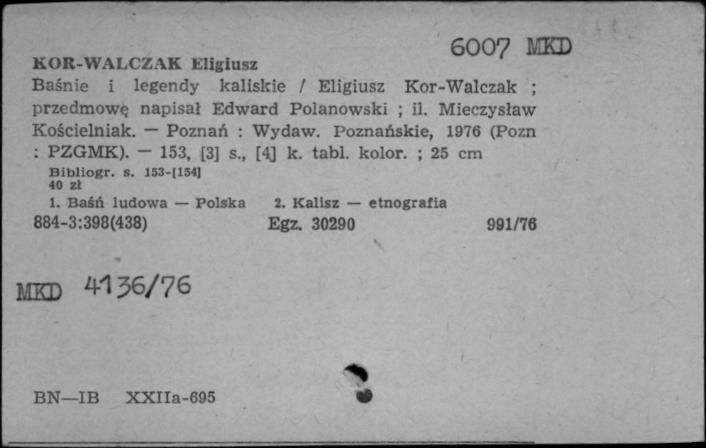 6007 MKD
KOR-WALCZAK Eligiusz
Baśnie i legendy kaliskie / Eligiusz Kor-Walczak ;
przedmowę napisał Edward Polanowski ; il. Mieczysław
Kościelniak. — Poznań : Wydaw. Poznańskie, 1976 (Pozn
: PZGMK). — 153, [3] s., [4] k. tabl. kolor. ; 25 cm
Bibliogr. s. 153-[154]
40 zł
1. Baśń ludowa — Polska 2. Kalisz — etnografia
884-3:398(438) Egz. 30290 991/76
MKD 4136/76
BN—IB XXIIa-695